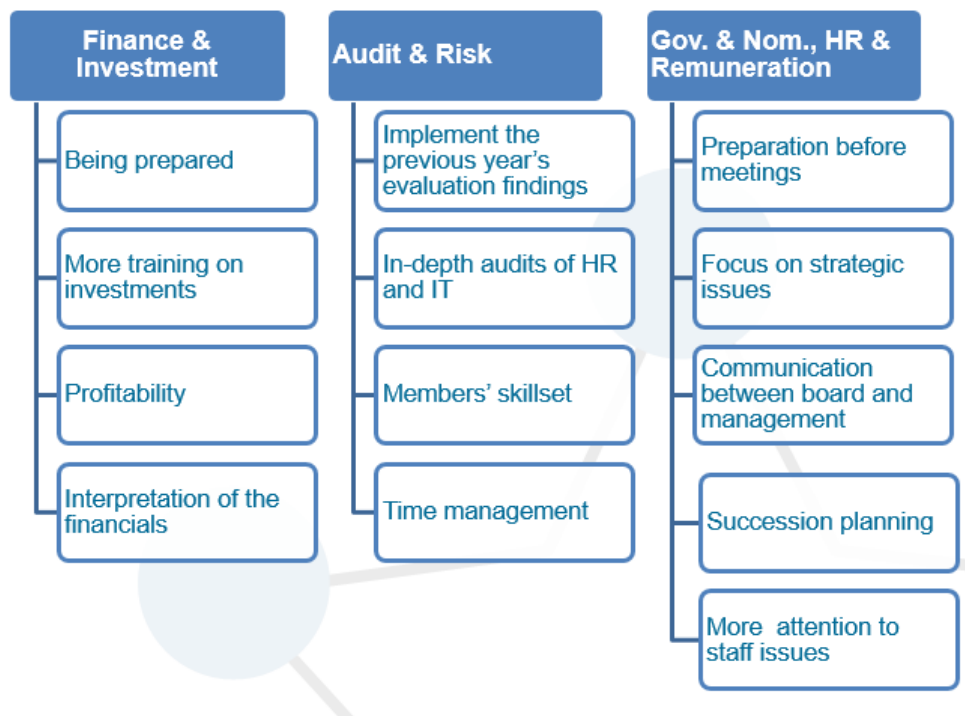 Finance &
Investment
Being prepared
More training on
investments
Profitability
Interpretation of the
financials
Audit & Risk
Implement the
previous year’s
evaluation findings
In-depth audits of HR
and IT
Members’ skillset
Time management
Gov. & Nom., HR &
Remuneration
Preparation before
meetings
Focus on strategic
issues
Communication
between board and
management
Succession planning
More  attention to
staff issues